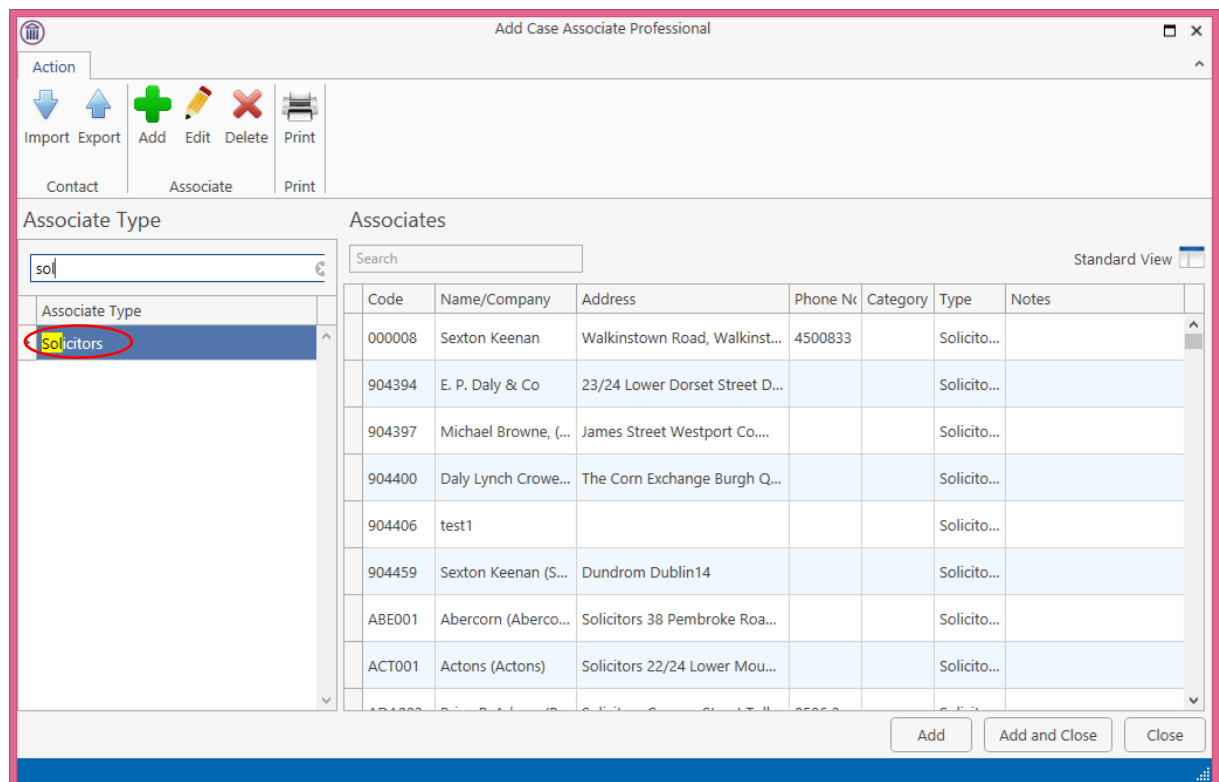 Add Case Associate Professional
Action
Import Export Add Edit Delete Print
Contact Associate Print
Associate Type
Associates
sol
Search
Standard View
Associate Type
Solicitors
Code Name/Company Address Phone Nc Category Type Notes
000008 Sexton Keenan Walkinstown Road, Walkinst... 4500833 Solicito...
904394 E. P. Daly & Co 23/24 Lower Dorset Street D... Solicito...
904397 Michael Browne, (... James Street Westport Co.... Solicito...
904400 Daly Lynch Crowe... The Corn Exchange Burgh Q... Solicito...
904406 test1 Solicito...
904459 Sexton Keenan (S... Dundrom Dublin14 Solicito...
ABE001 Abercorn (Aberco... Solicitors 38 Pembroke Roa... Solicito...
ACT001 Actons (Actons) Solicitors 22/24 Lower Mou... Solicito...
Add Add and Close Close